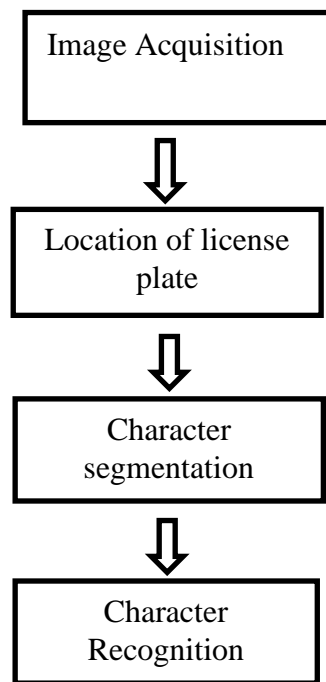 Image Acquisition
Location of license
plate
Character
segmentation
Character
Recognition